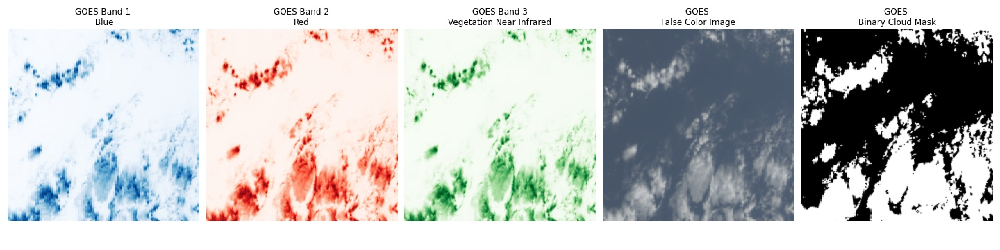 GOES Band 1
Blue
GOES Band 2
Red
GOES Band 3
Vegetation Near Infrared
GOES
False Color Image
GOES
Binary Cloud Mask